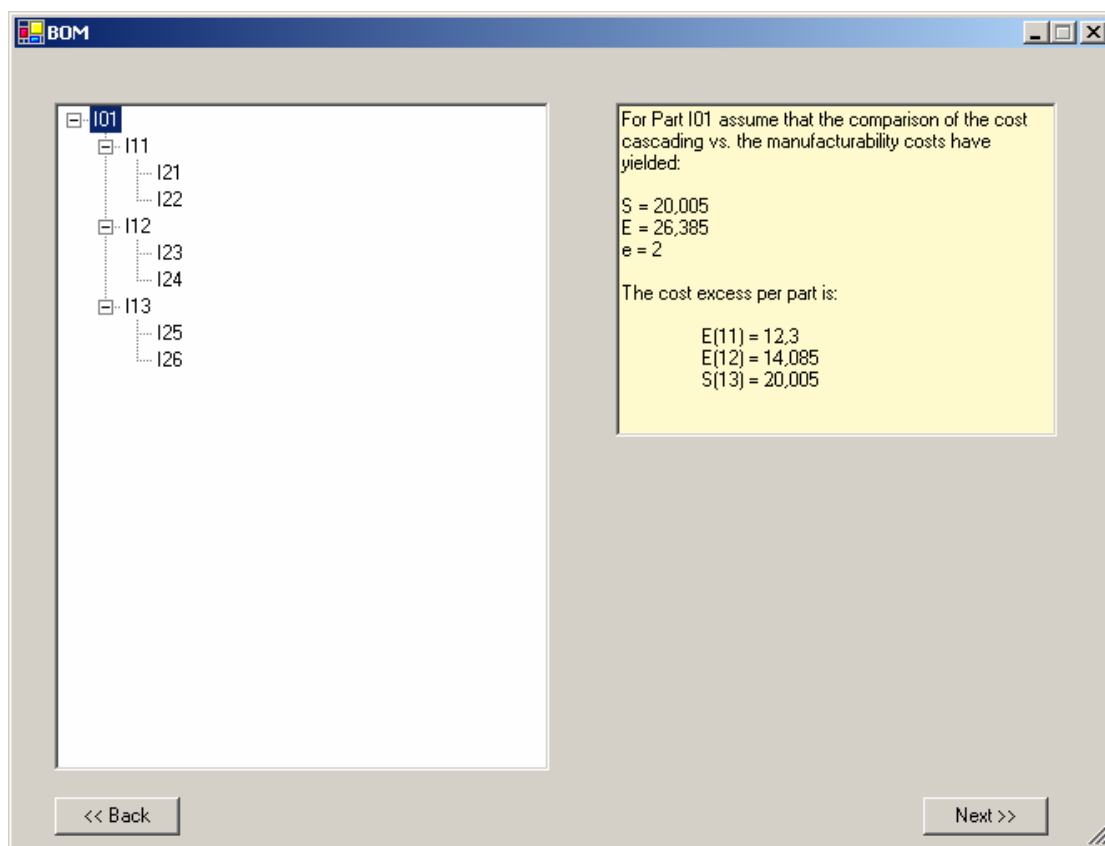 BOM
I01
I11
I21
I22
I12
I23
I24
I13
I25
I26
For Part I01 assume that the comparison of the cost
cascading vs. the manufacturability costs have
yielded:
S = 20,005
E = 26,385
e = 2
The cost excess per part is:
E(11) = 12,3
E(12) = 14,085
S(13) = 20,005
<< Back
Next >>